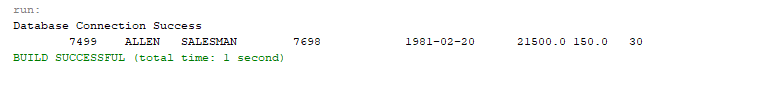 run:
Database Connection Success
7499 ALLEN SALESMAN 7698 1981-02-20 21500.0 150.0 30
BUILD SUCCESSFUL (total time: 1 second)